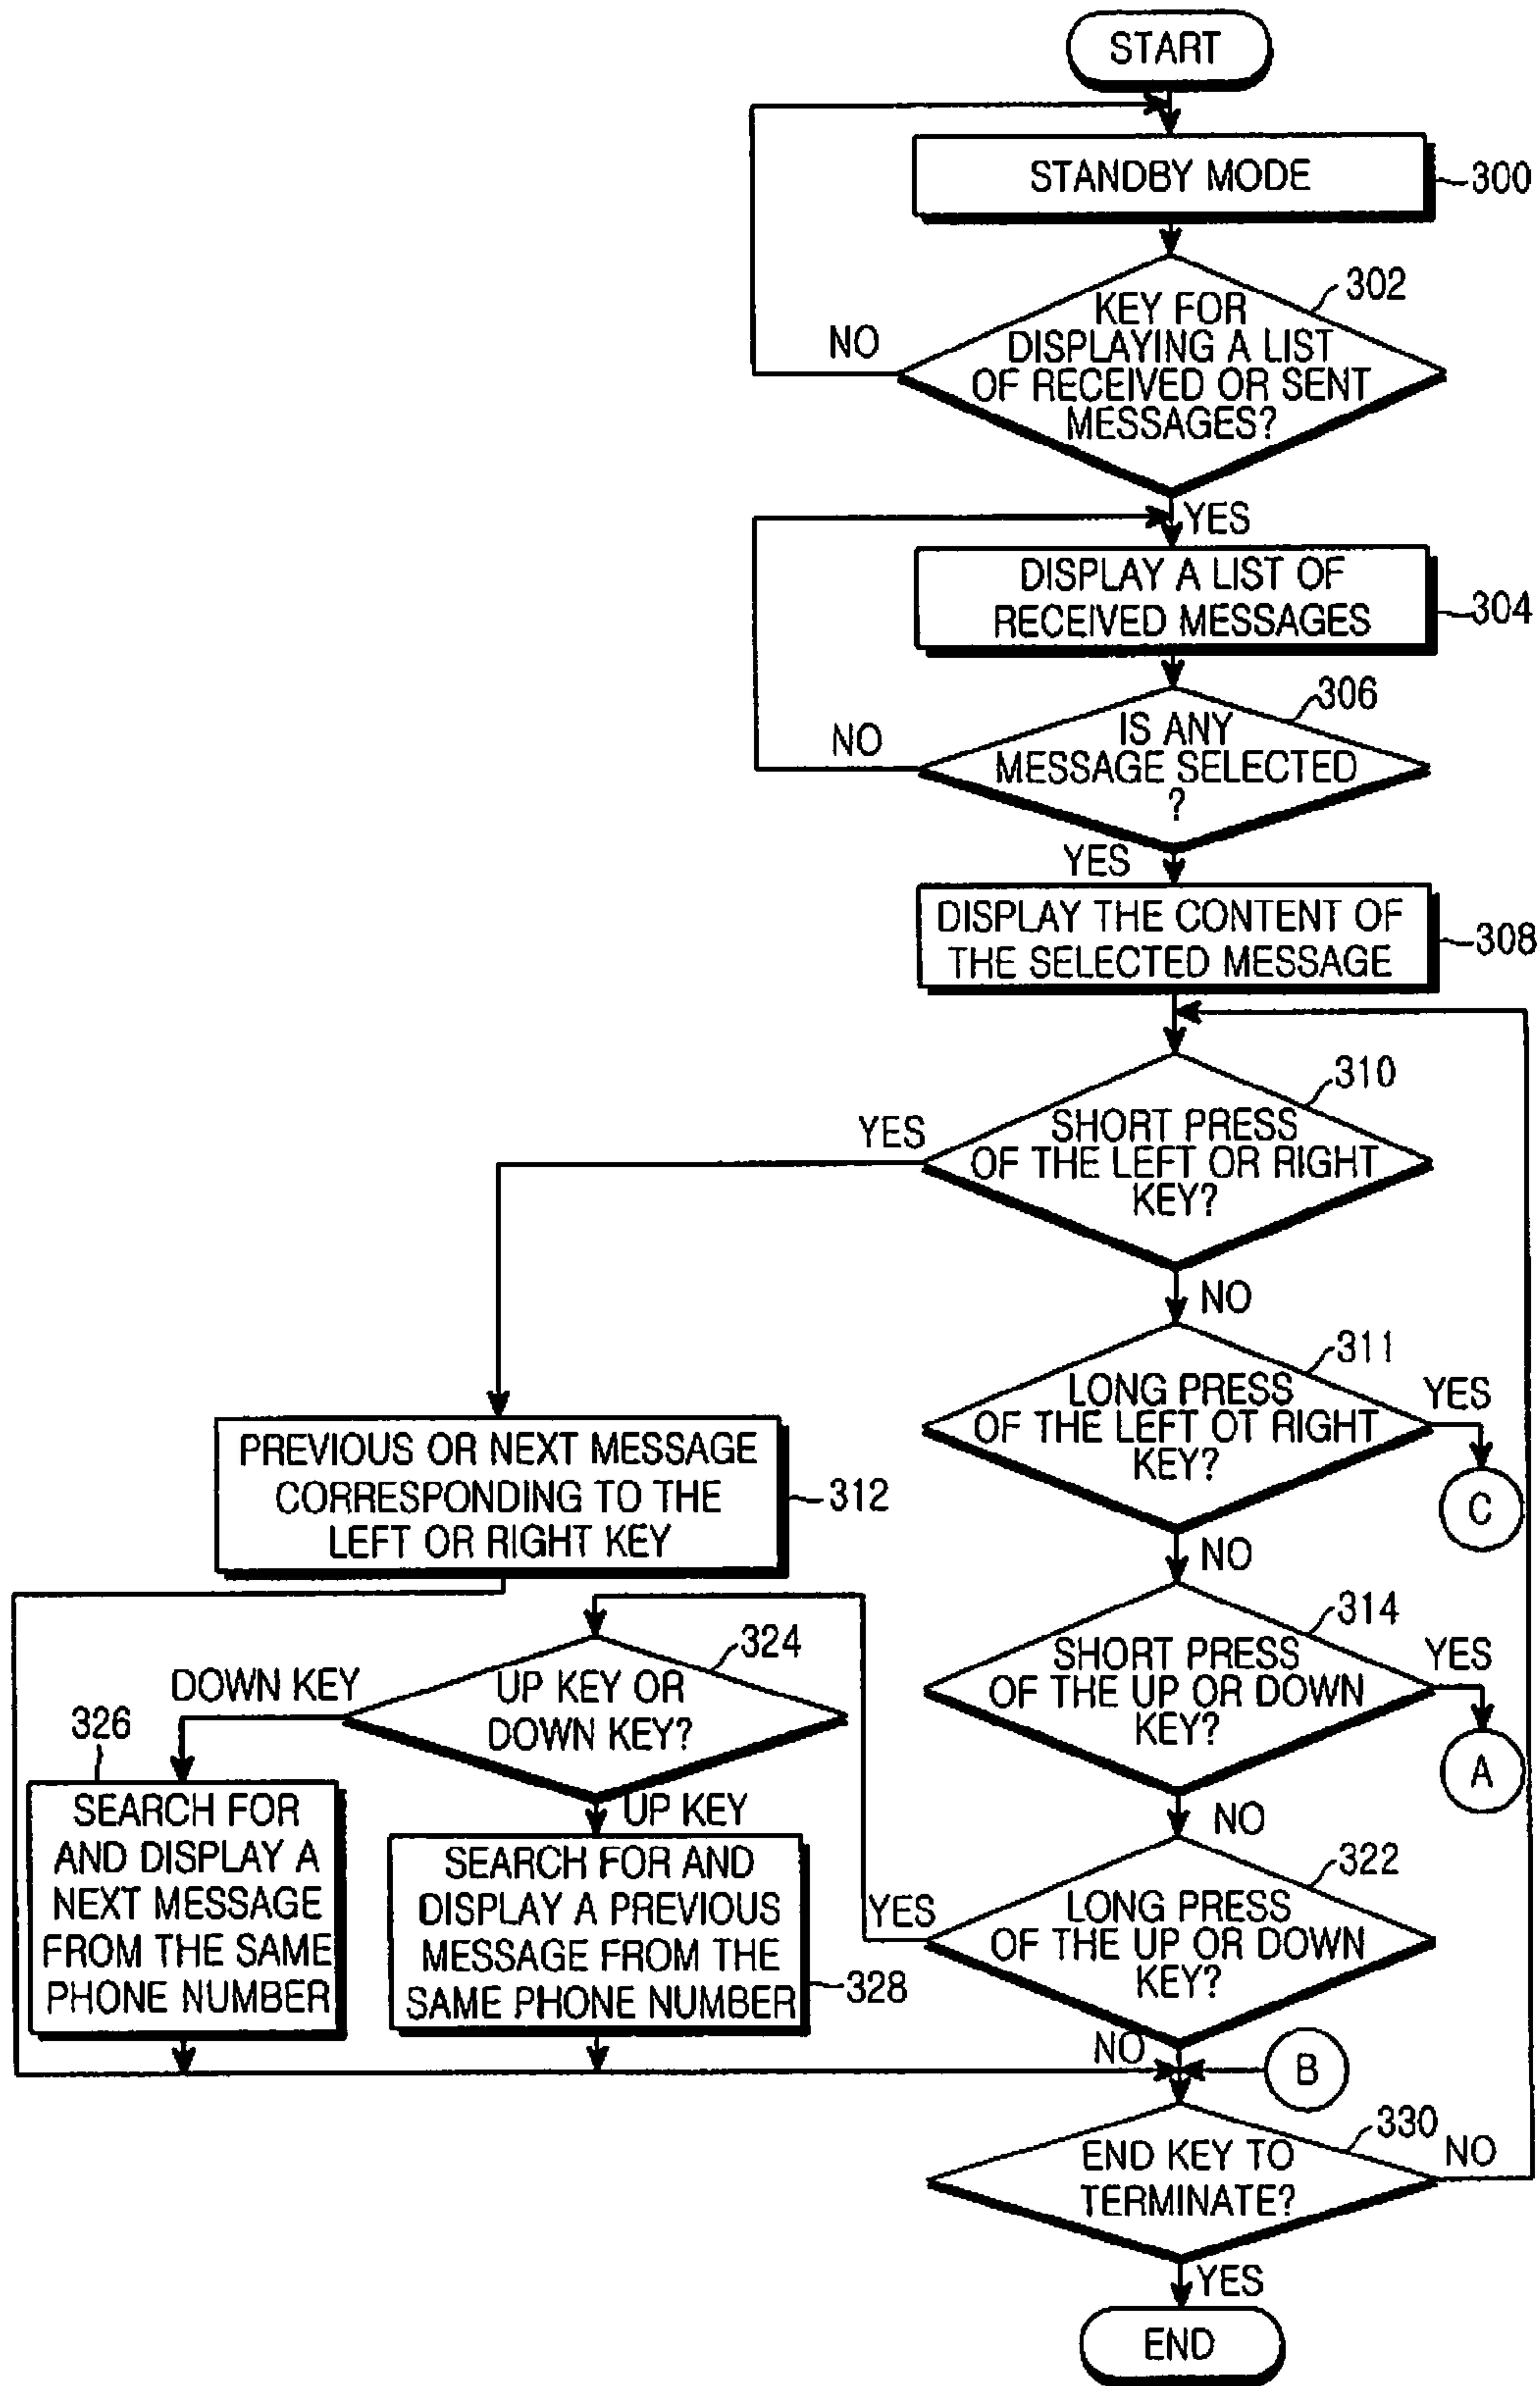 START
STANDBY MODE
300
302
KEY FOR
DISPLAYING A LIST
OF RECEIVED OR SENT
MESSAGES?
NO
YES
DISPLAY A LIST OF
RECEIVED MESSAGES
304
306
IS ANY
MESSAGE SELECTED
?
NO
YES
DISPLAY THE CONTENT OF
THE SELECTED MESSAGE
308
310
SHORT PRESS
OF THE LEFT OR RIGHT
KEY?
YES
NO
311
LONG PRESS
OF THE LEFT OT RIGHT
KEY?
YES
C
NO
PREVIOUS OR NEXT MESSAGE
CORRESPONDING TO THE
LEFT OR RIGHT KEY
312
314
SHORT PRESS
OF THE UP OR DOWN
KEY?
YES
A
NO
324
UP KEY OR
DOWN KEY?
DOWN KEY
UP KEY
326
SEARCH FOR
AND DISPLAY A
NEXT MESSAGE
FROM THE SAME
PHONE NUMBER
SEARCH FOR AND
DISPLAY A PREVIOUS
MESSAGE FROM THE
SAME PHONE NUMBER
328
322
LONG PRESS
OF THE UP OR DOWN
KEY?
YES
NO
B
330
END KEY TO
TERMINATE?
NO
YES
END